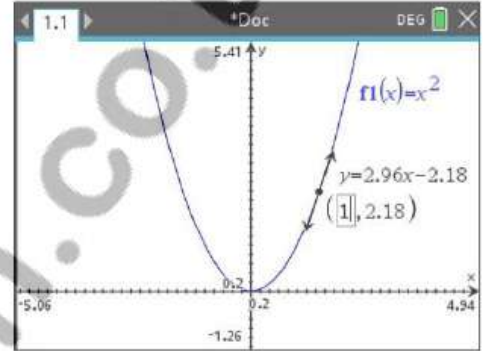 1.1 *Doc DEG
5.41 y
f1(x)=x²
y=2.96x−2.18
(1,2.18)
0.2 x
-5.06 0.2 4.94
-1.26